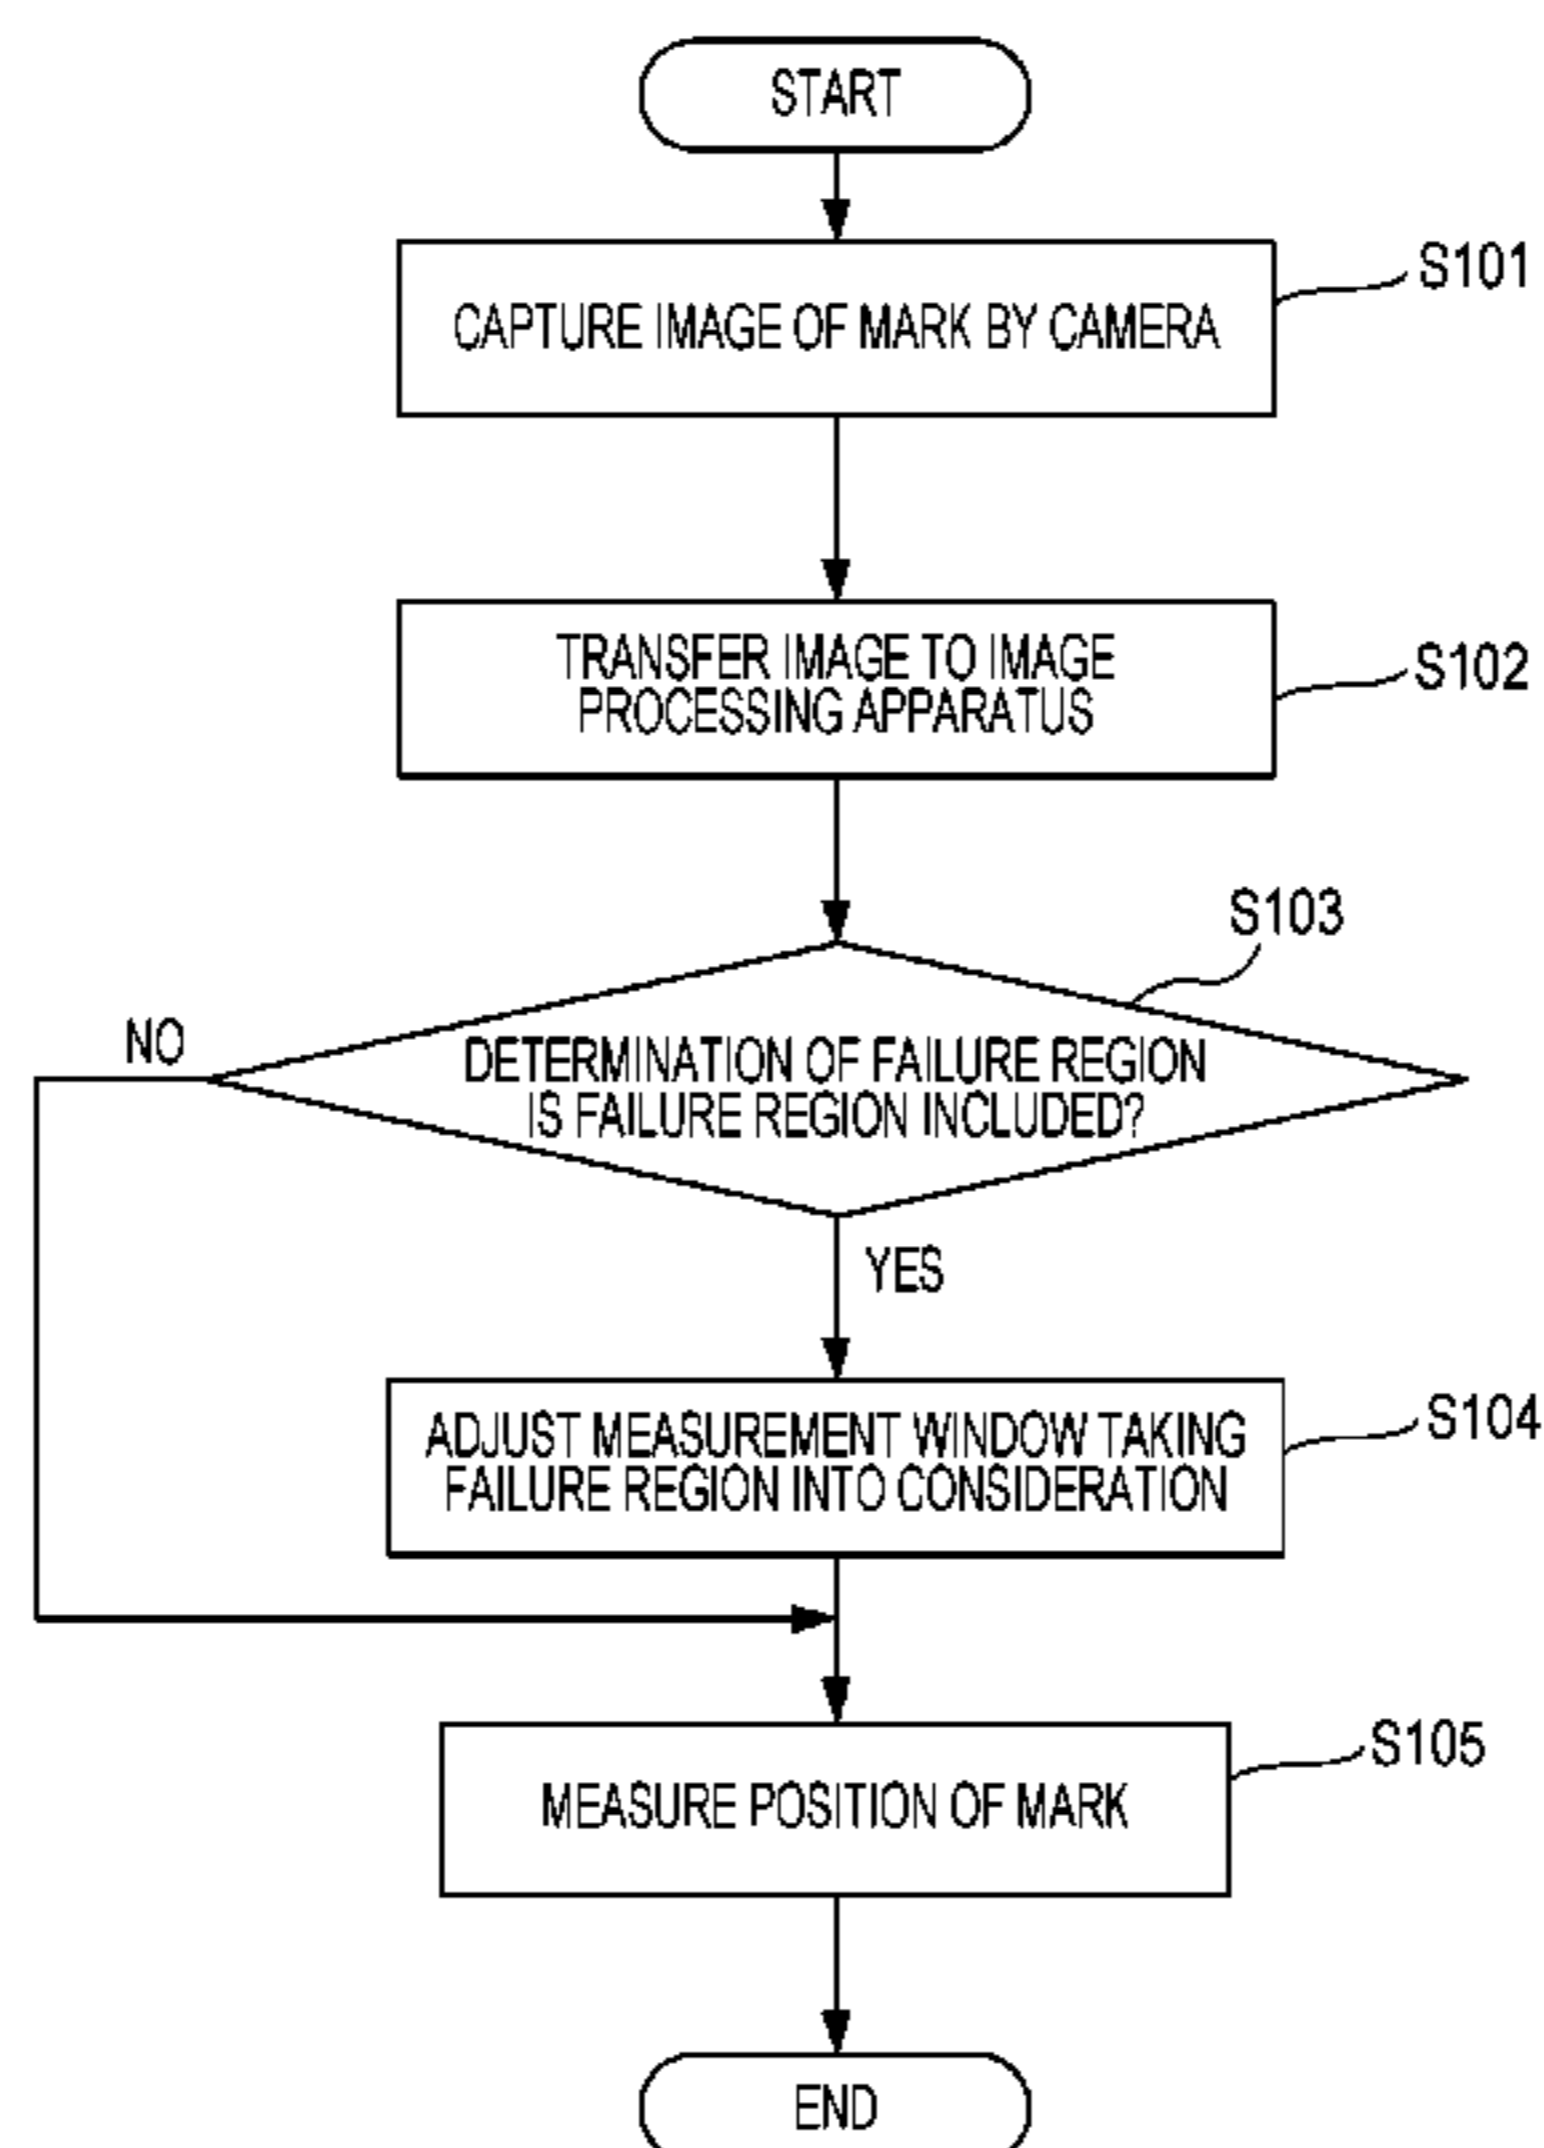 START
CAPTURE IMAGE OF MARK BY CAMERA
S101
TRANSFER IMAGE TO IMAGE
PROCESSING APPARATUS
S102
S103
NO
DETERMINATION OF FAILURE REGION
IS FAILURE REGION INCLUDED?
YES
ADJUST MEASUREMENT WINDOW TAKING
FAILURE REGION INTO CONSIDERATION
S104
MEASURE POSITION OF MARK
S105
END